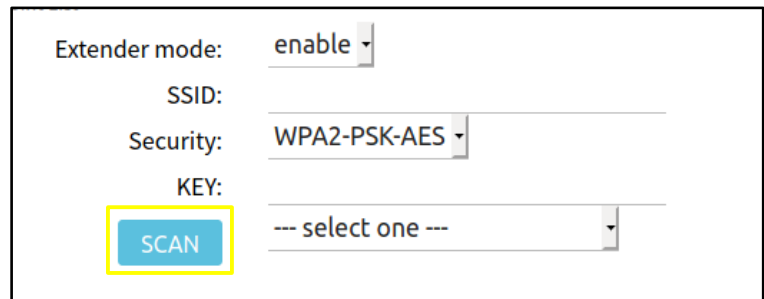 Extender mode: enable
SSID:
Security: WPA2-PSK-AES
KEY:
SCAN --- select one ---